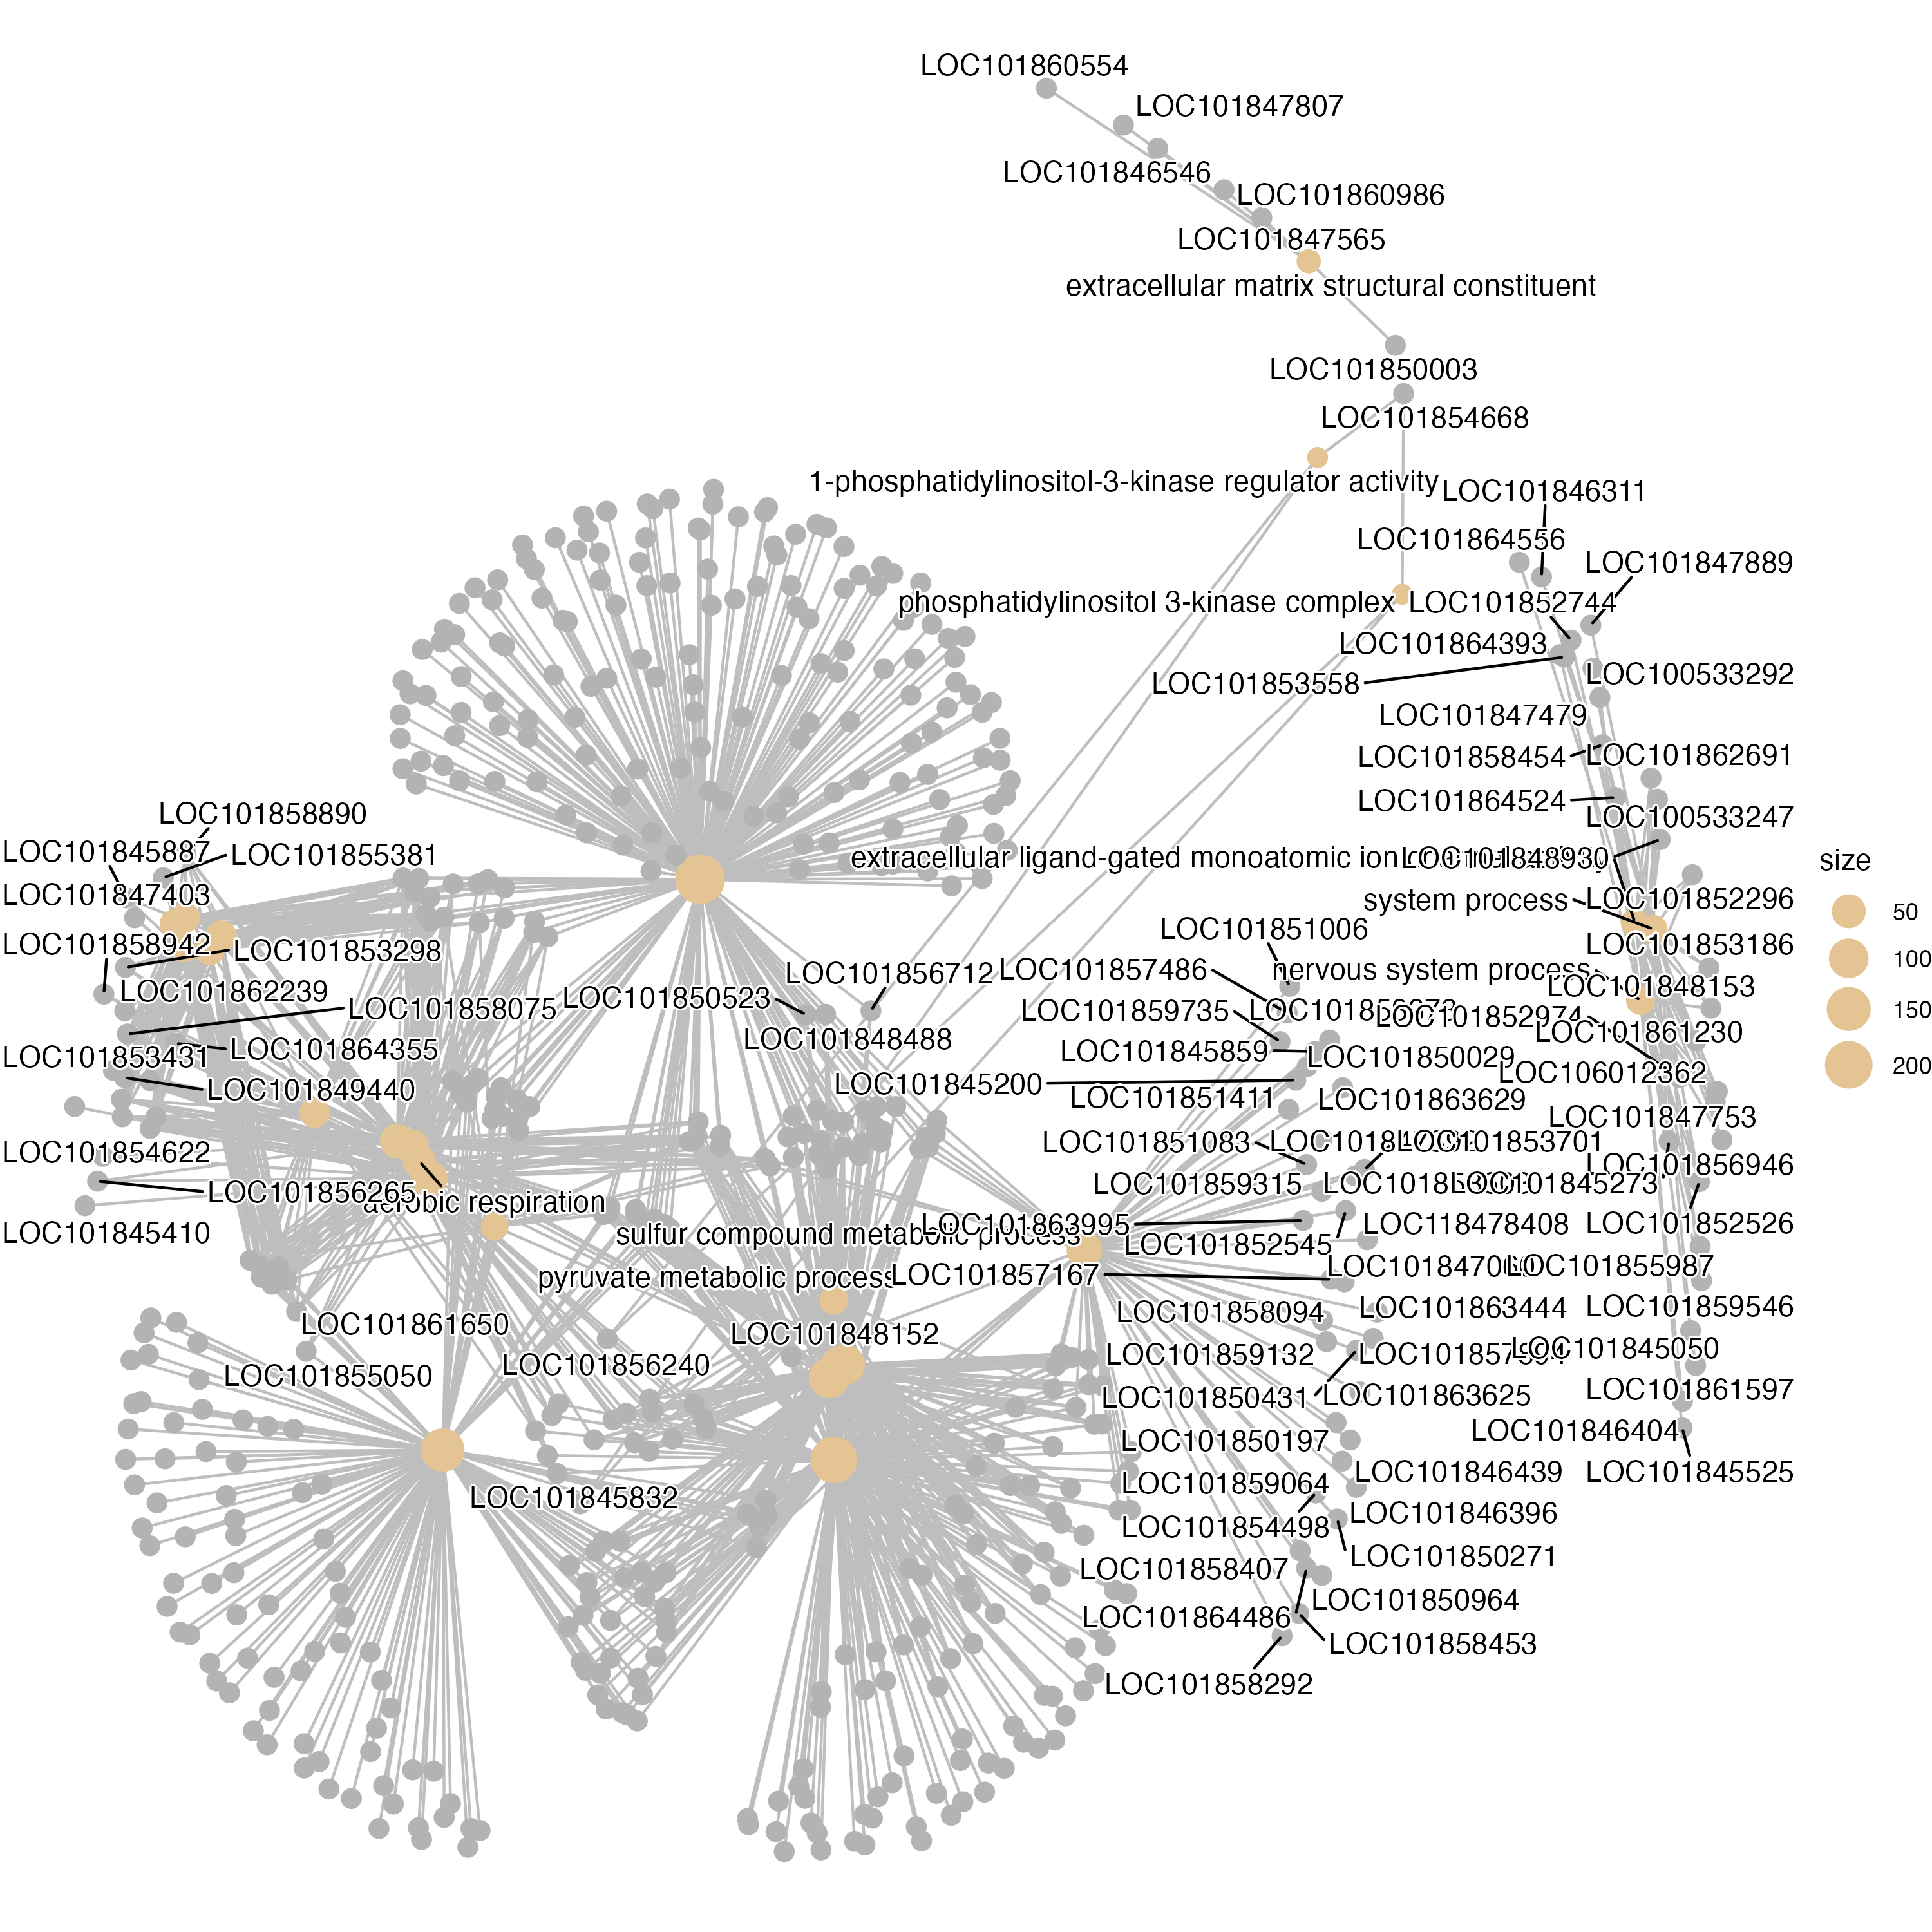 LOC101860554
LOC101847807
LOC101846546
LOC101860986
LOC101847565
extracellular matrix structural constituent
LOC101850003
LOC101854668
1-phosphatidylinositol-3-kinase regulator activity
LOC101846311
LOC101864556
LOC101847889
phosphatidylinositol 3-kinase complex
LOC101852744
LOC101864393
LOC101853558
LOC100533292
LOC101847479
LOC101858454
LOC101862691
LOC101864524
LOC100533247
LOC101858890
LOC101845887
LOC101855381
extracellular ligand-gated monoatomic ion
LOC101848930
size
LOC101847403
system process
LOC101852296
50
LOC101858942
LOC101853298
LOC101851006
LOC101853186
100
LOC101856712
LOC101857486
nervous system process
LOC101862239
LOC101850523
LOC101848153
LOC101858075
LOC101859735
LOC101852974
150
LOC101848488
LOC101861230
LOC101853431
LOC101864355
LOC101845859
LOC101850029
200
LOC101849440
LOC101845200
LOC106012362
LOC101851411
LOC101863629
LOC101847753
LOC101854622
LOC101851083
LOC101853701
LOC101856946
LOC101856265
aerobic respiration
LOC101859315
LOC101845273
LOC101845410
sulfur compound metabolic process
LOC101863995
LOC118478408
LOC101852526
LOC101852545
pyruvate metabolic process
LOC101857167
LOC101855987
LOC101861650
LOC101848152
LOC101858094
LOC101863444
LOC101859546
LOC101855050
LOC101856240
LOC101859132
LOC101845050
LOC101850431
LOC101863625
LOC101861597
LOC101850197
LOC101846404
LOC101845832
LOC101859064
LOC101846439
LOC101845525
LOC101854498
LOC101846396
LOC101858407
LOC101850271
LOC101864486
LOC101850964
LOC101858453
LOC101858292